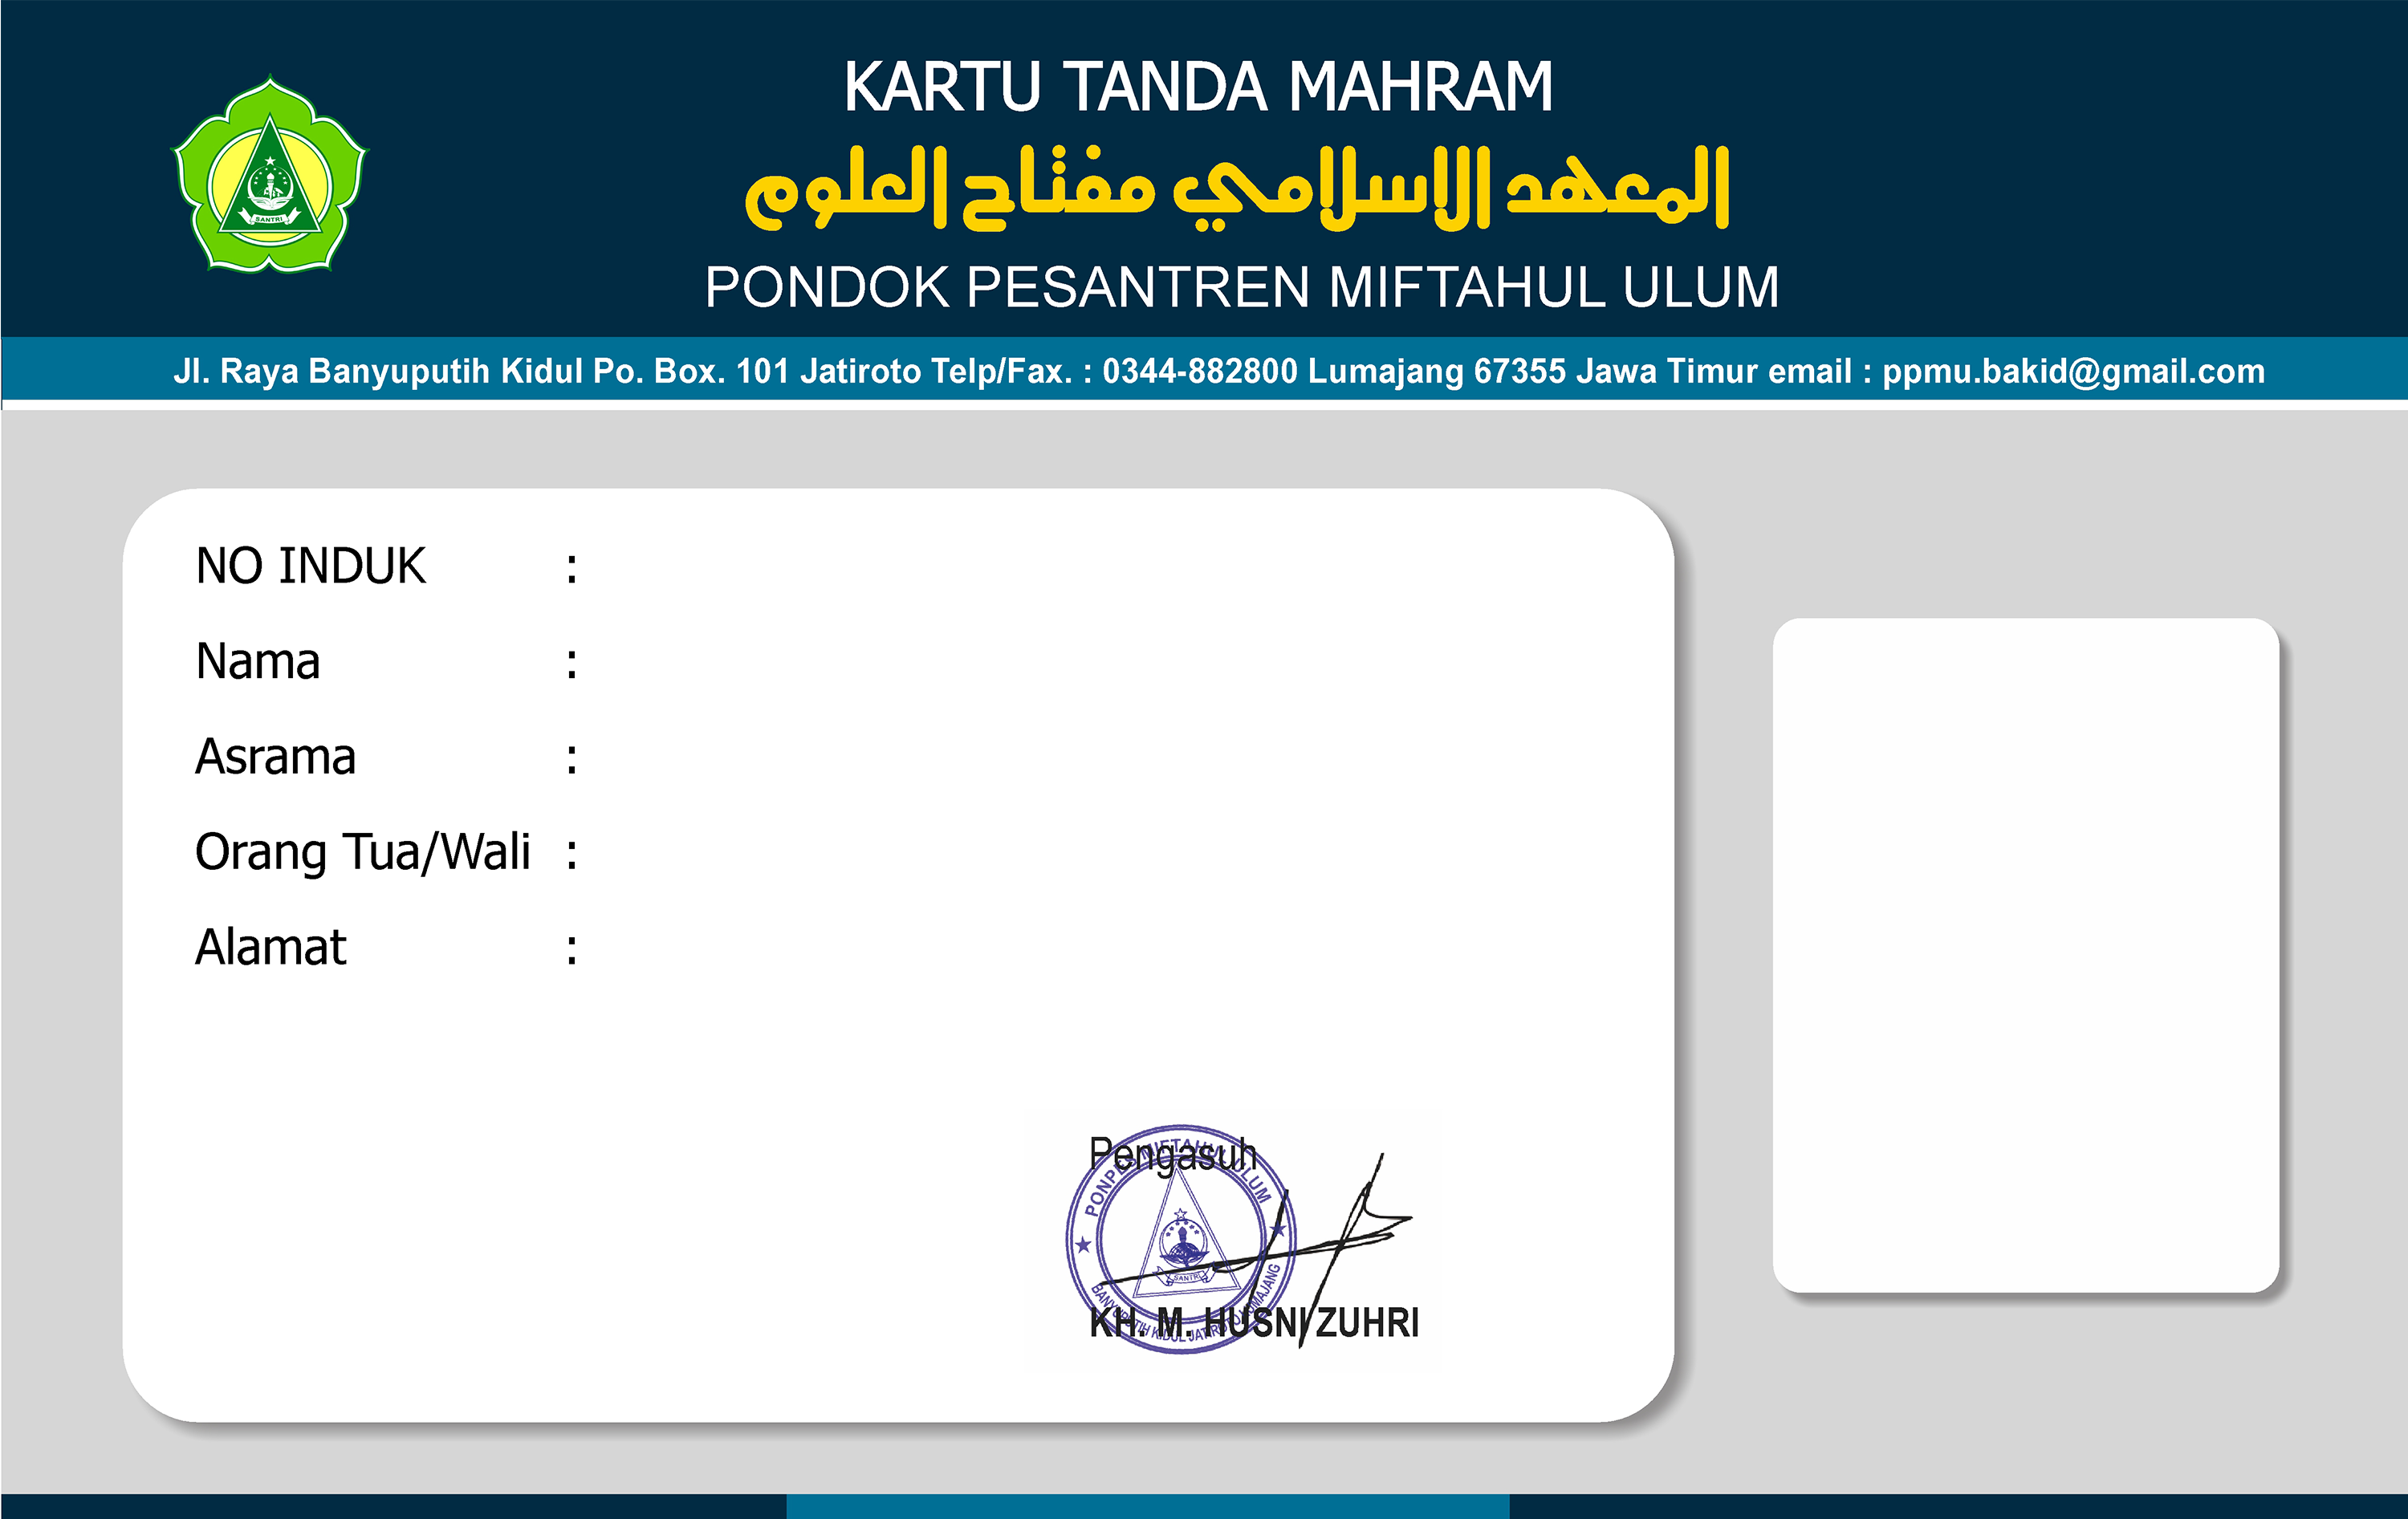 KARTU TANDA MAHRAM
المعهد الاسلامي مفتاح العلوم
PONDOK PESANTREN MIFTAHUL ULUM
SANTRI
Jl. Raya Banyuputih Kidul Po. Box. 101 Jatiroto Telp/Fax. : 0344-882800 Lumajang 67355 Jawa Timur email : ppmu.bakid@gmail.com
NO INDUK :
Nama :
Asrama :
Orang Tua/Wali :
Alamat :
Pengasuh
PONPES MIFTAHUL ULUM
SANTRI
BANYUPUTIH KIDUL JATIROTO LUMAJANG
KH. M. HUSNI ZUHRI